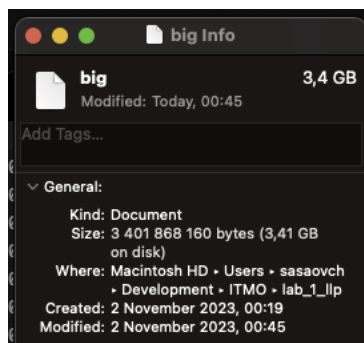 big Info
big 3,4 GB
Modified: Today, 00:45
Add Tags...
General:
Kind: Document
Size: 3 401 868 160 bytes (3,41 GB
on disk)
Where: Macintosh HD ▸ Users ▸ sasaovch
▸ Development ▸ ITMO ▸ lab_1_llp
Created: 2 November 2023, 00:19
Modified: 2 November 2023, 00:45